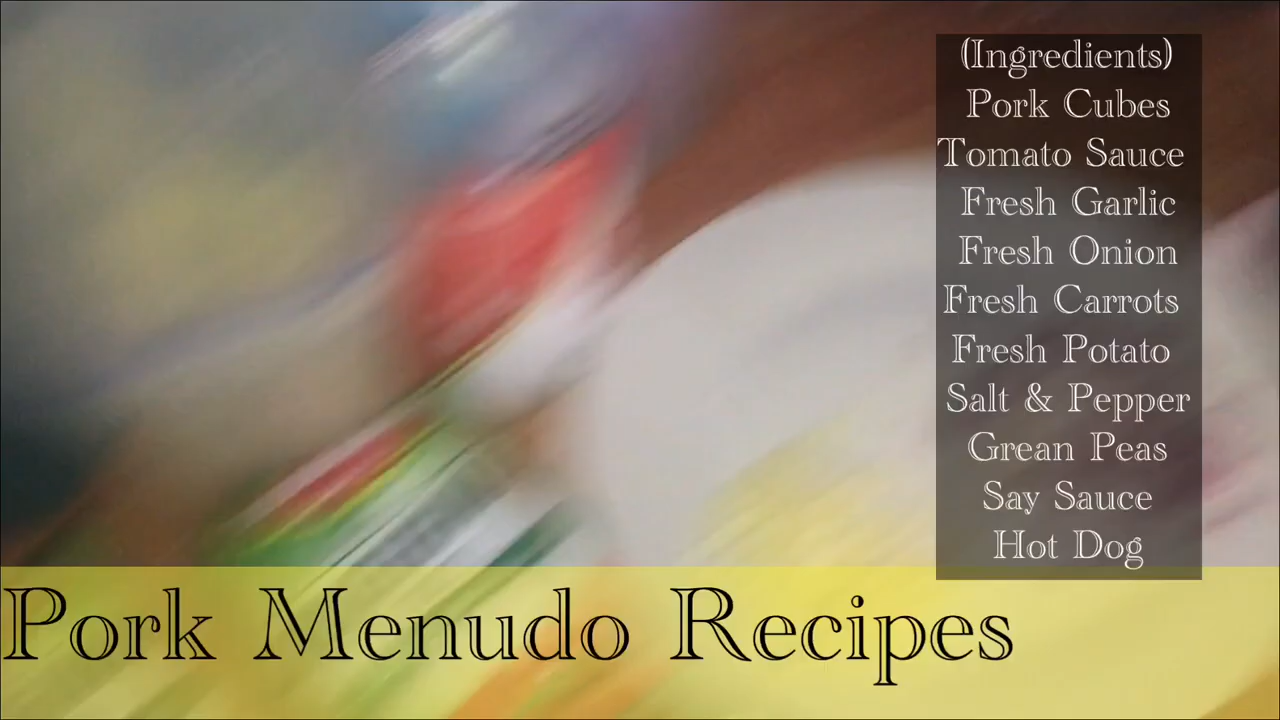 (Ingredients)
Pork Cubes
Tomato Sauce
Fresh Garlic
Fresh Onion
Fresh Carrots
Fresh Potato
Salt & Pepper
Grean Peas
Say Sauce
Hot Dog
Pork Menudo Recipes